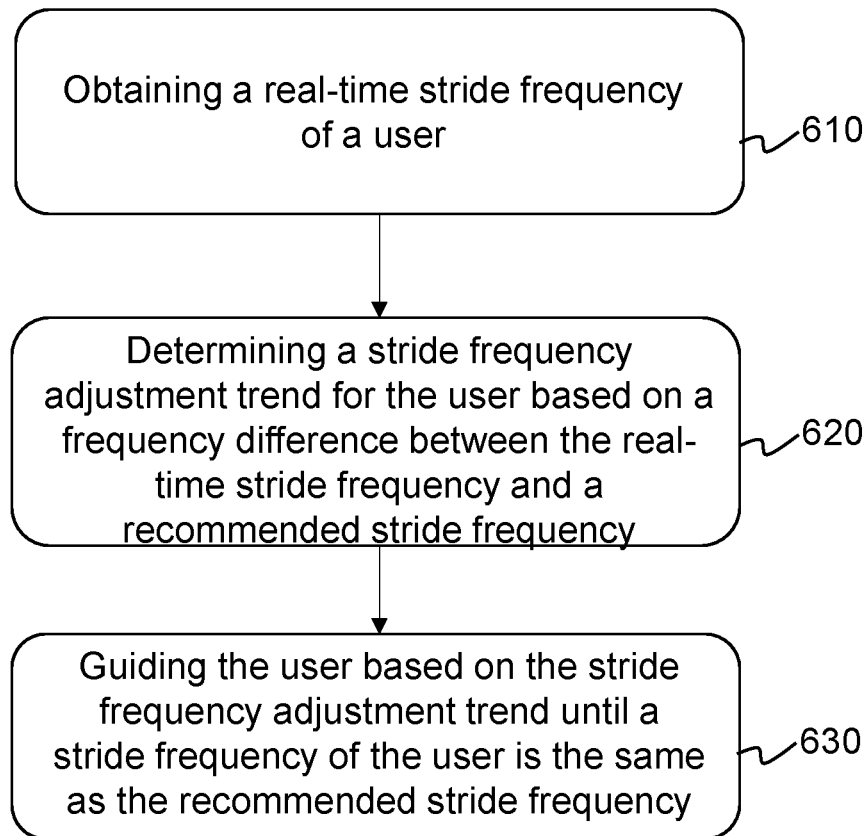 Obtaining a real-time stride frequency
of a user
610
Determining a stride frequency
adjustment trend for the user based on a
frequency difference between the real-
time stride frequency and a
recommended stride frequency
620
Guiding the user based on the stride
frequency adjustment trend until a
stride frequency of the user is the same
as the recommended stride frequency
630